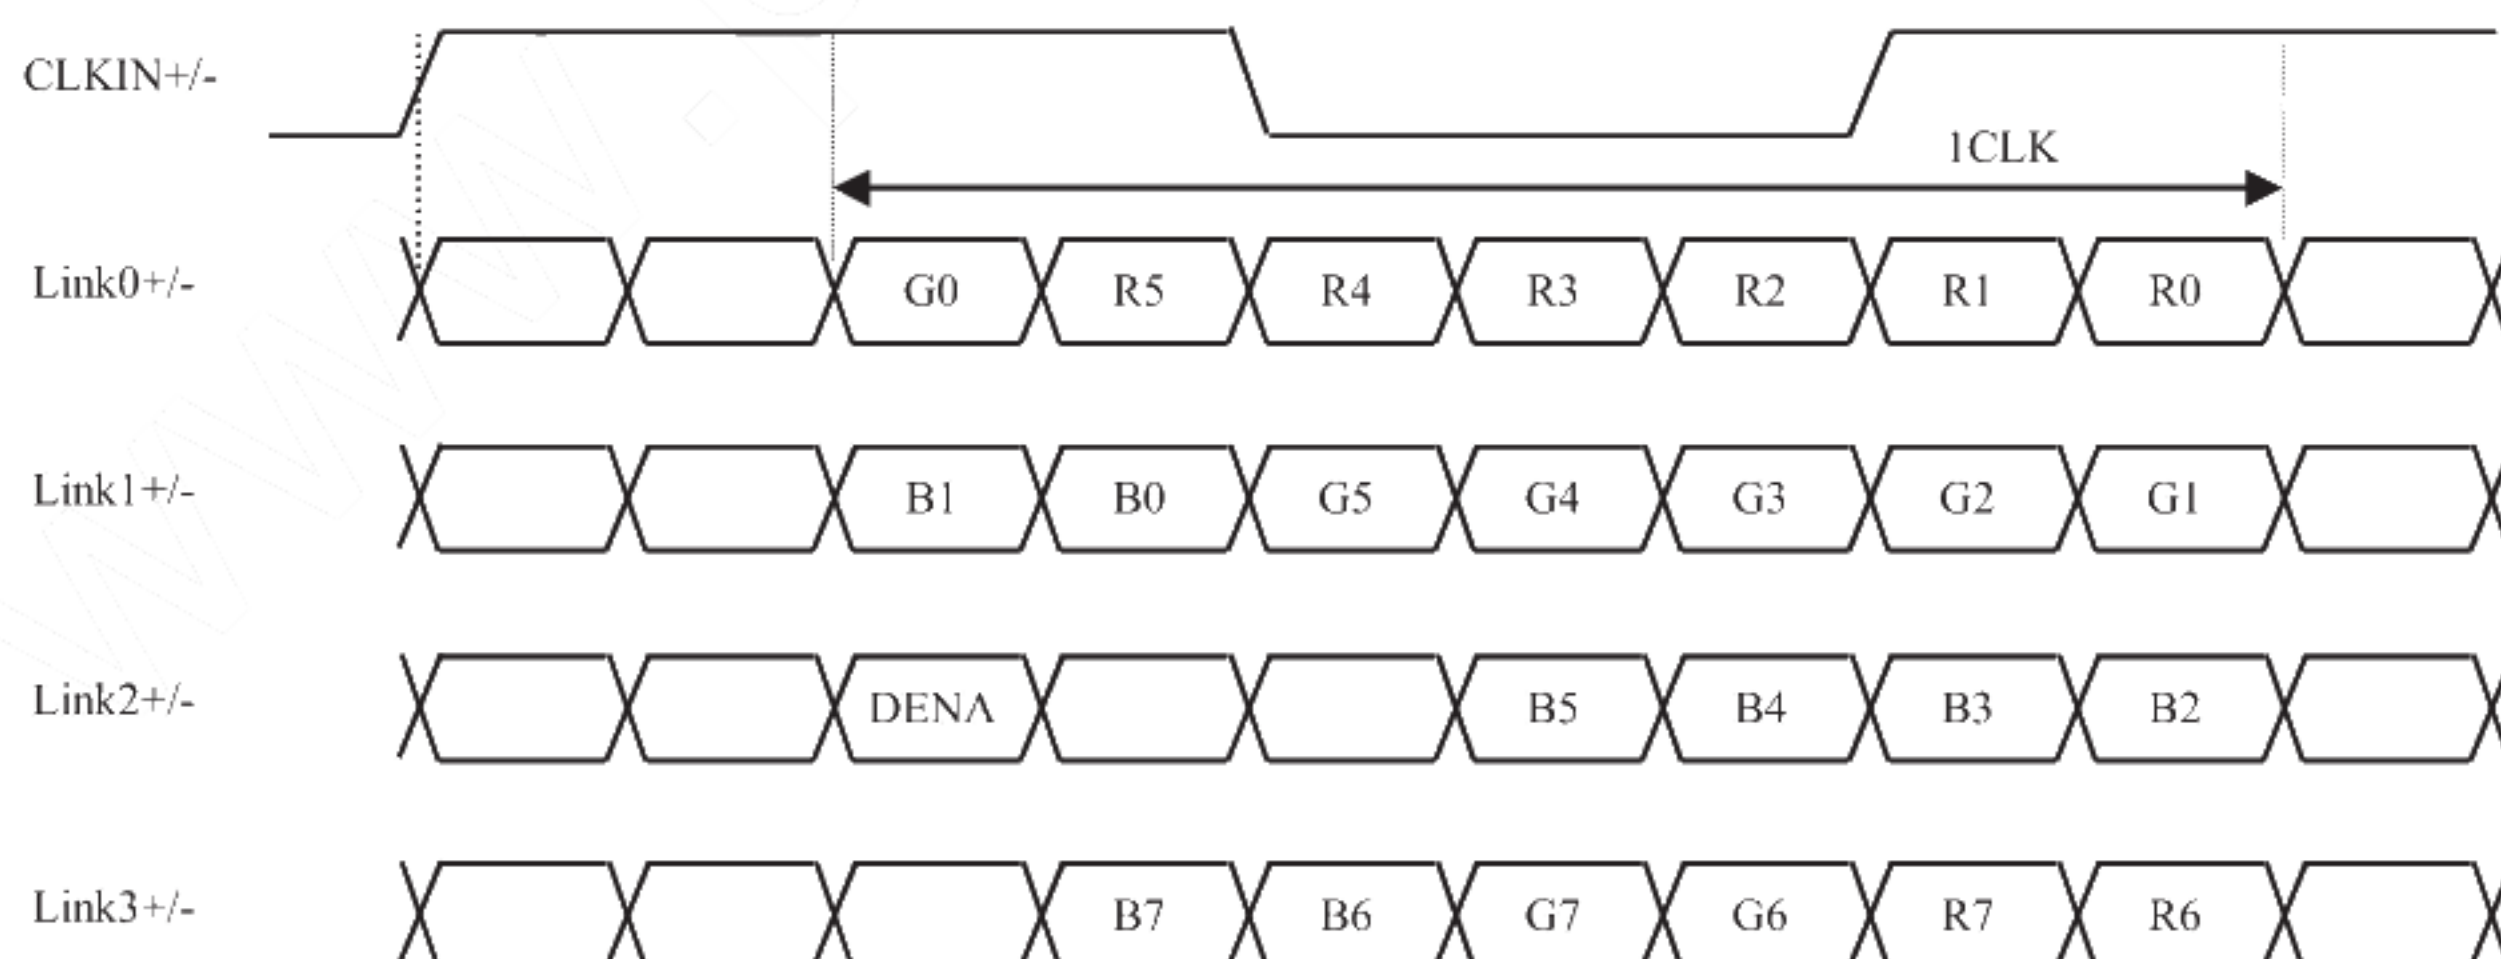 CLKIN+/-
1CLK
Link0+/- G0 R5 R4 R3 R2 R1 R0
Link1+/- B1 B0 G5 G4 G3 G2 G1
Link2+/- DENA B5 B4 B3 B2
Link3+/- B7 B6 G7 G6 R7 R6